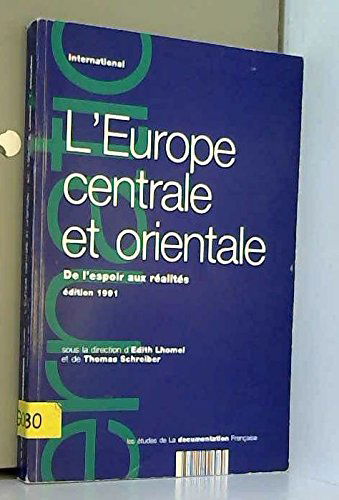 international
L'Europe
centrale
et orientale
De l'espoir aux réalités
édition 1991
sous la direction d'Edith Lhomel
et de Thomas Schreiber
les études de La documentation Française